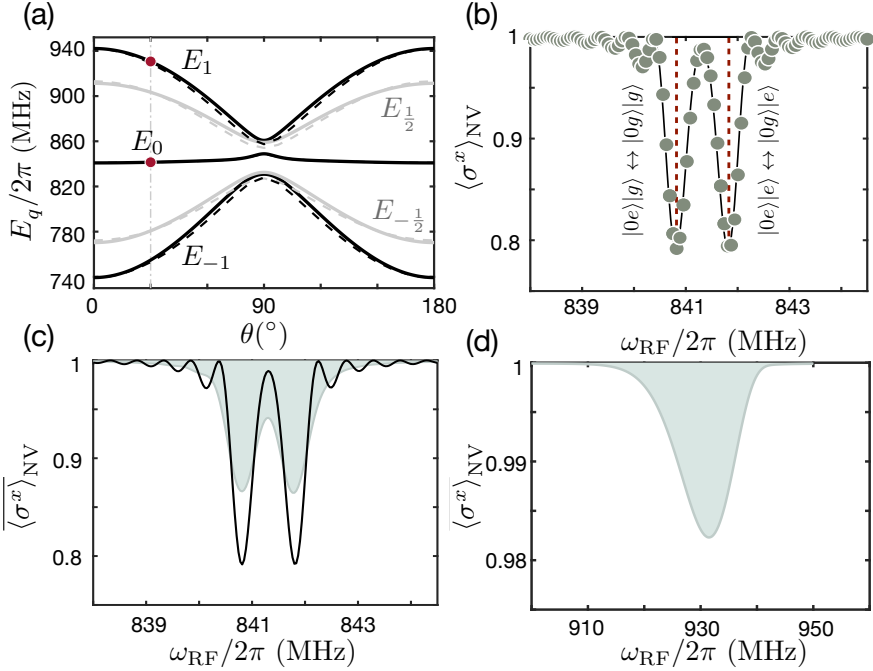 (a)
E_q/2π (MHz)
940
900
860
820
780
740
E_1
E_{1/2}
E_0
E_{-1/2}
E_{-1}
0
90
180
θ(°)
(b)
⟨σ^x⟩_NV
1
0.9
0.8
|0e⟩|g⟩ ↔ |0g⟩|g⟩
|0e⟩|e⟩ ↔ |0g⟩|e⟩
839
841
843
ω_RF/2π (MHz)
(c)
⟨σ^x⟩_NV
1
0.9
0.8
839
841
843
ω_RF/2π (MHz)
(d)
⟨σ^x⟩_NV
1
0.99
0.98
910
930
950
ω_RF/2π (MHz)